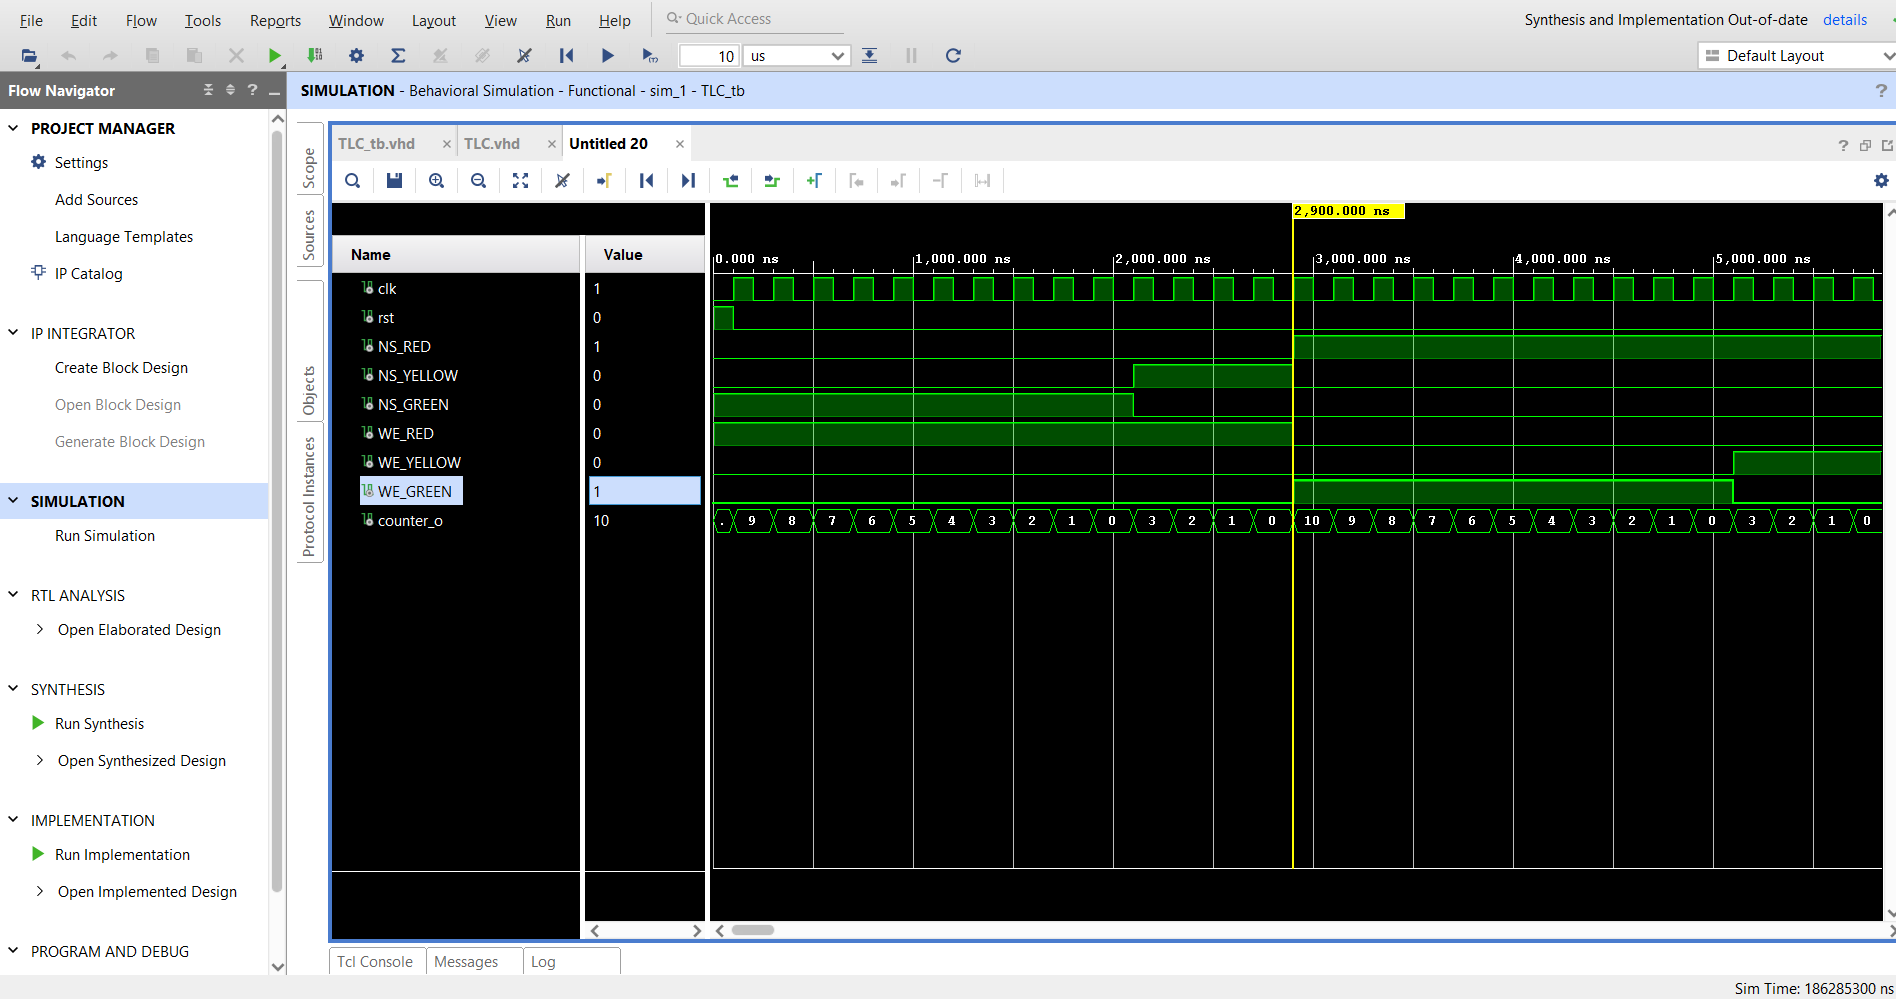 File Edit Flow Tools Reports Window Layout View Run Help Quick Access Synthesis and Implementation Out-of-date details
10 us Default Layout
Flow Navigator ? SIMULATION - Behavioral Simulation - Functional - sim_1 - TLC_tb ?
PROJECT MANAGER
Settings
Add Sources
Language Templates
IP Catalog
IP INTEGRATOR
Create Block Design
Open Block Design
Generate Block Design
SIMULATION
Run Simulation
RTL ANALYSIS
Open Elaborated Design
SYNTHESIS
Run Synthesis
Open Synthesized Design
IMPLEMENTATION
Run Implementation
Open Implemented Design
PROGRAM AND DEBUG
Scope
Sources
Objects
Protocol Instances
TLC_tb.vhd × TLC.vhd × Untitled 20 × ?
2,900.000 ns
Name Value
0.000 ns 1,000.000 ns 2,000.000 ns 3,000.000 ns 4,000.000 ns 5,000.000 ns
clk 1
rst 0
NS_RED 1
NS_YELLOW 0
NS_GREEN 0
WE_RED 0
WE_YELLOW 0
WE_GREEN 1
counter_o 10 . 9 8 7 6 5 4 3 2 1 0 3 2 1 0 10 9 8 7 6 5 4 3 2 1 0 3 2 1 0
Tcl Console Messages Log
Sim Time: 186285300 ns